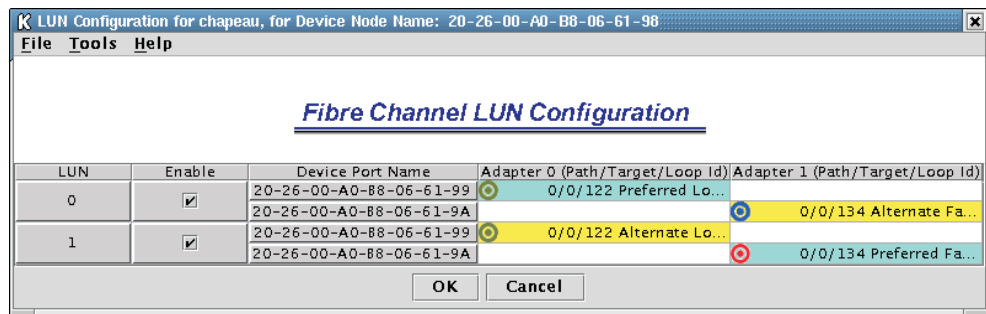 LUN Configuration for chapeau, for Device Node Name: 20-26-00-A0-B8-06-61-98
File Tools Help
Fibre Channel LUN Configuration
LUN Enable Device Port Name Adapter 0 (Path/Target/Loop Id) Adapter 1 (Path/Target/Loop Id)
0 20-26-00-A0-B8-06-61-99 0/0/122 Preferred Lo...
20-26-00-A0-B8-06-61-9A 0/0/134 Alternate Fa...
1 20-26-00-A0-B8-06-61-99 0/0/122 Alternate Lo...
20-26-00-A0-B8-06-61-9A 0/0/134 Preferred Fa...
OK Cancel